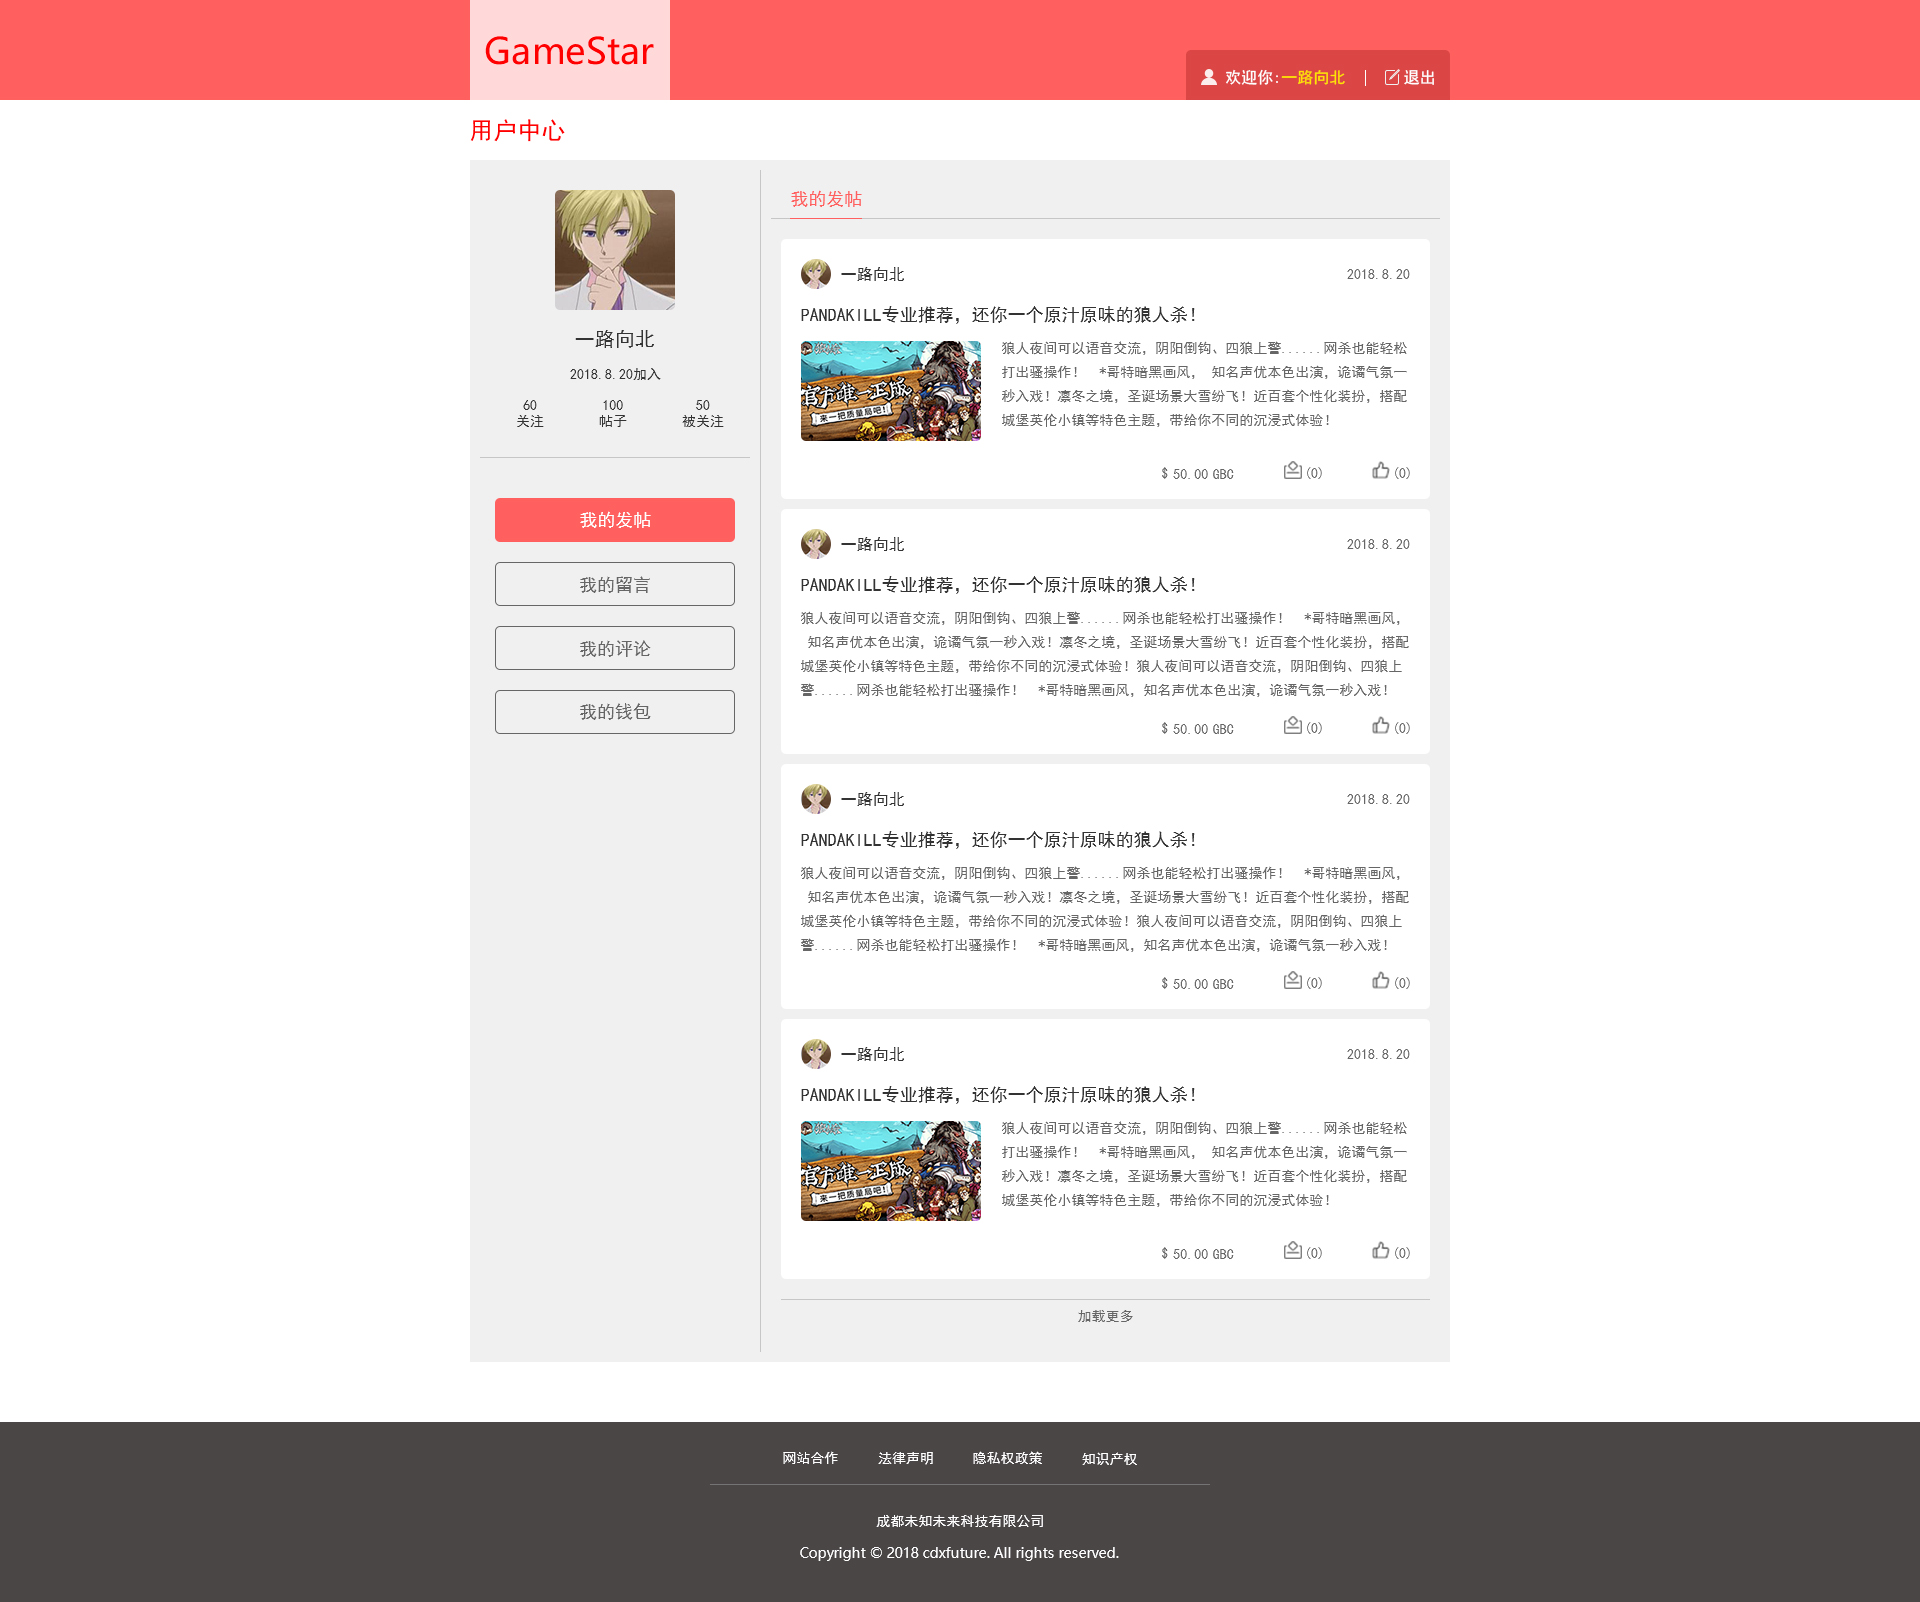 GameStar
欢迎你:一路向北
退出
用户中心
一路向北
2018.8.20加入
60
100
50
关注
帖子
被关注
我的发帖
我的留言
我的评论
我的钱包
我的发帖
一路向北
2018.8.20
PANDAKILL专业推荐，还你一个原汁原味的狼人杀！
官方唯一正版
来一把质量局吧！
狼人夜间可以语音交流，阴阳倒钩、四狼上警......网杀也能轻松
打出骚操作！ *哥特暗黑画风， 知名声优本色出演，诡谲气氛一
秒入戏！凛冬之境，圣诞场景大雪纷飞！近百套个性化装扮，搭配
城堡英伦小镇等特色主题，带给你不同的沉浸式体验！
$ 50.00 GBC
(0)
(0)
一路向北
2018.8.20
PANDAKILL专业推荐，还你一个原汁原味的狼人杀！
狼人夜间可以语音交流，阴阳倒钩、四狼上警......网杀也能轻松打出骚操作！ *哥特暗黑画风，
知名声优本色出演，诡谲气氛一秒入戏！凛冬之境，圣诞场景大雪纷飞！近百套个性化装扮，搭配
城堡英伦小镇等特色主题，带给你不同的沉浸式体验！狼人夜间可以语音交流，阴阳倒钩、四狼上
警......网杀也能轻松打出骚操作！ *哥特暗黑画风，知名声优本色出演，诡谲气氛一秒入戏！
$ 50.00 GBC
(0)
(0)
一路向北
2018.8.20
PANDAKILL专业推荐，还你一个原汁原味的狼人杀！
狼人夜间可以语音交流，阴阳倒钩、四狼上警......网杀也能轻松打出骚操作！ *哥特暗黑画风，
知名声优本色出演，诡谲气氛一秒入戏！凛冬之境，圣诞场景大雪纷飞！近百套个性化装扮，搭配
城堡英伦小镇等特色主题，带给你不同的沉浸式体验！狼人夜间可以语音交流，阴阳倒钩、四狼上
警......网杀也能轻松打出骚操作！ *哥特暗黑画风，知名声优本色出演，诡谲气氛一秒入戏！
$ 50.00 GBC
(0)
(0)
一路向北
2018.8.20
PANDAKILL专业推荐，还你一个原汁原味的狼人杀！
官方唯一正版
来一把质量局吧！
狼人夜间可以语音交流，阴阳倒钩、四狼上警......网杀也能轻松
打出骚操作！ *哥特暗黑画风， 知名声优本色出演，诡谲气氛一
秒入戏！凛冬之境，圣诞场景大雪纷飞！近百套个性化装扮，搭配
城堡英伦小镇等特色主题，带给你不同的沉浸式体验！
$ 50.00 GBC
(0)
(0)
加载更多
网站合作
法律声明
隐私权政策
知识产权
成都未知未来科技有限公司
Copyright © 2018 cdxfuture. All rights reserved.